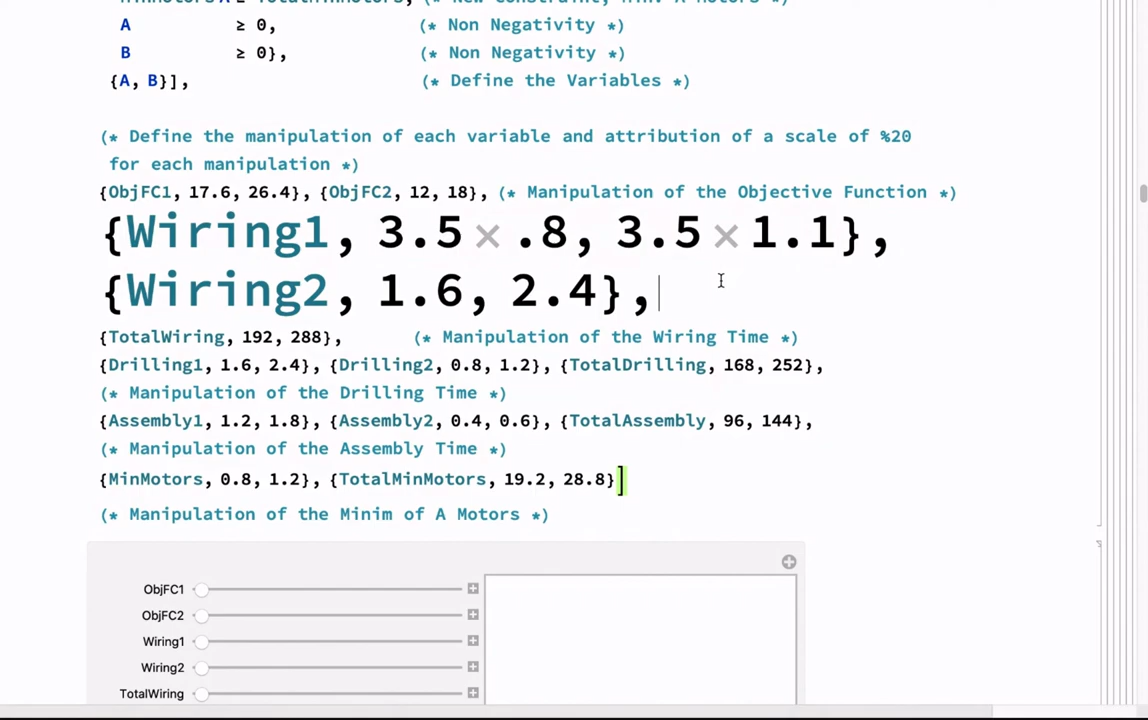 A ≥ 0, (* Non Negativity *)
B ≥ 0}, (* Non Negativity *)
{A, B}], (* Define the Variables *)
(* Define the manipulation of each variable and attribution of a scale of %20
for each manipulation *)
{ObjFC1, 17.6, 26.4}, {ObjFC2, 12, 18}, (* Manipulation of the Objective Function *)
{Wiring1, 3.5 × .8, 3.5 × 1.1},
{Wiring2, 1.6, 2.4},
{TotalWiring, 192, 288}, (* Manipulation of the Wiring Time *)
{Drilling1, 1.6, 2.4}, {Drilling2, 0.8, 1.2}, {TotalDrilling, 168, 252},
(* Manipulation of the Drilling Time *)
{Assembly1, 1.2, 1.8}, {Assembly2, 0.4, 0.6}, {TotalAssembly, 96, 144},
(* Manipulation of the Assembly Time *)
{MinMotors, 0.8, 1.2}, {TotalMinMotors, 19.2, 28.8}]
(* Manipulation of the Minim of A Motors *)
ObjFC1
ObjFC2
Wiring1
Wiring2
TotalWiring